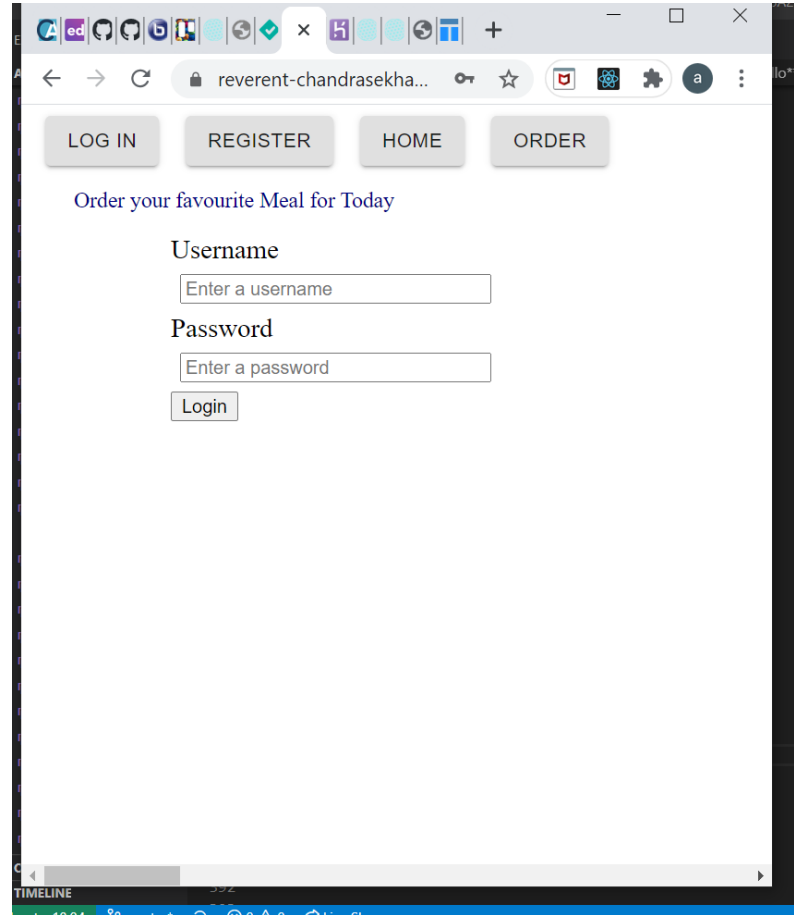 ed
reverent-chandrasekha...
a
LOG IN REGISTER HOME ORDER
Order your favourite Meal for Today
Username
Enter a username
Password
Enter a password
Login
TIMELINE